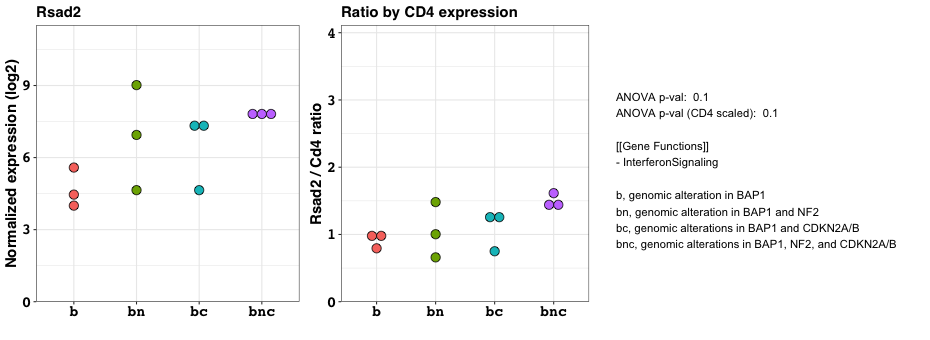 Rsad2
Normalized expression (log2)
9
6
3
0
b bn bc bnc
Ratio by CD4 expression
Rsad2 / Cd4 ratio
4
3
2
1
0
b bn bc bnc
ANOVA p-val: 0.1
ANOVA p-val (CD4 scaled): 0.1
[[Gene Functions]]
- InterferonSignaling
b, genomic alteration in BAP1
bn, genomic alteration in BAP1 and NF2
bc, genomic alterations in BAP1 and CDKN2A/B
bnc, genomic alterations in BAP1, NF2, and CDKN2A/B